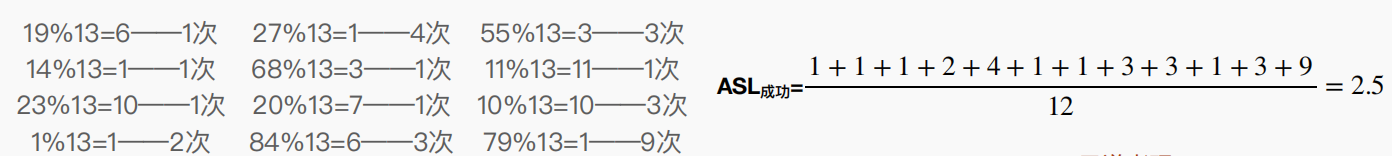 19%13=6——1次 27%13=1——4次 55%13=3——3次
14%13=1——1次 68%13=3——1次 11%13=11——1次
23%13=10——1次 20%13=7——1次 10%13=10——3次
1%13=1——2次 84%13=6——3次 79%13=1——9次
ASL成功=
1 + 1 + 1 + 2 + 4 + 1 + 1 + 3 + 3 + 1 + 3 + 9
12
= 2.5